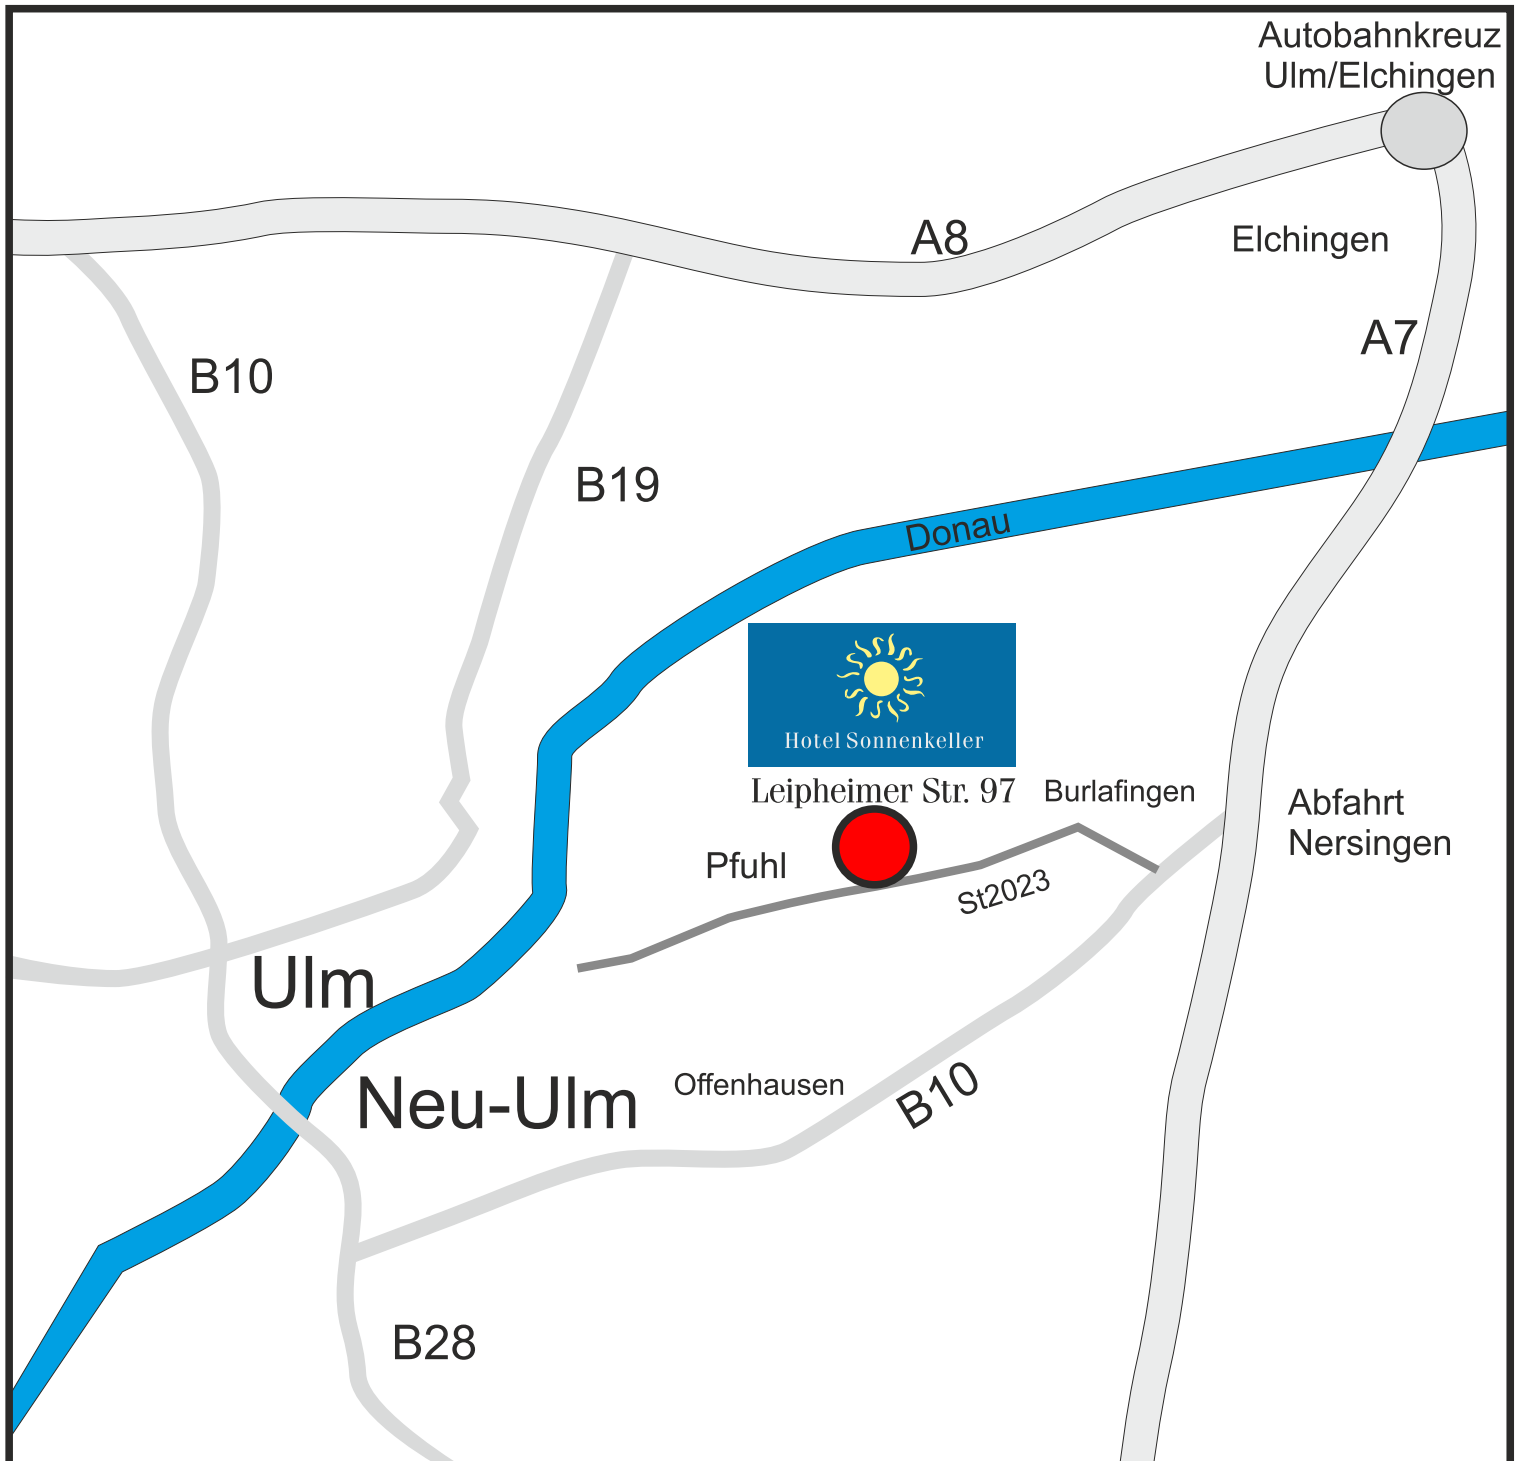 Autobahnkreuz
Ulm/Elchingen
A8
Elchingen
A7
B10
B19
Donau
Hotel Sonnenkeller
Leipheimer Str. 97
Burlafingen
Abfahrt
Nersingen
Pfuhl
St2023
Ulm
Neu-Ulm
Offenhausen
B10
B28